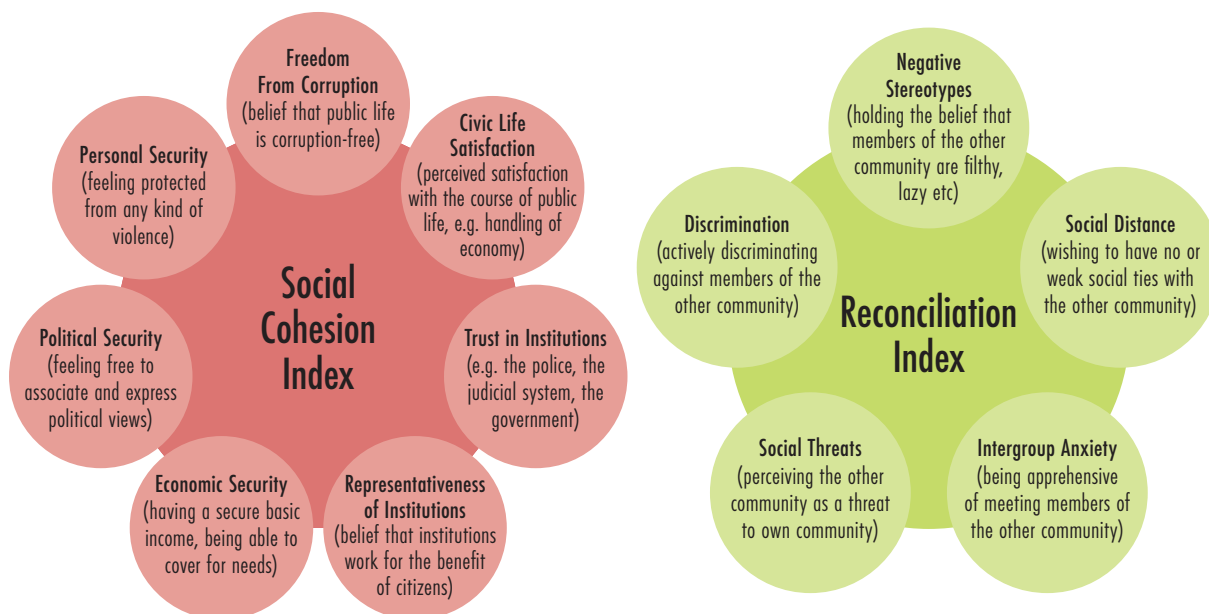 Freedom
From Corruption
(belief that public life
is corruption-free)
Civic Life
Satisfaction
(perceived satisfaction
with the course of public
life, e.g. handling of
economy)
Trust in Institutions
(e.g. the police, the
judicial system, the
government)
Representativeness
of Institutions
(belief that institutions
work for the benefit
of citizens)
Economic Security
(having a secure basic
income, being able to
cover for needs)
Political Security
(feeling free to
associate and express
political views)
Personal Security
(feeling protected
from any kind of
violence)
Social
Cohesion
Index
Negative
Stereotypes
(holding the belief that
members of the other
community are filthy,
lazy etc)
Social Distance
(wishing to have no or
weak social ties with
the other community)
Intergroup Anxiety
(being apprehensive
of meeting members of
the other community)
Social Threats
(perceiving the other
community as a threat
to own community)
Discrimination
(actively discriminating
against members of the
other community)
Reconciliation
Index